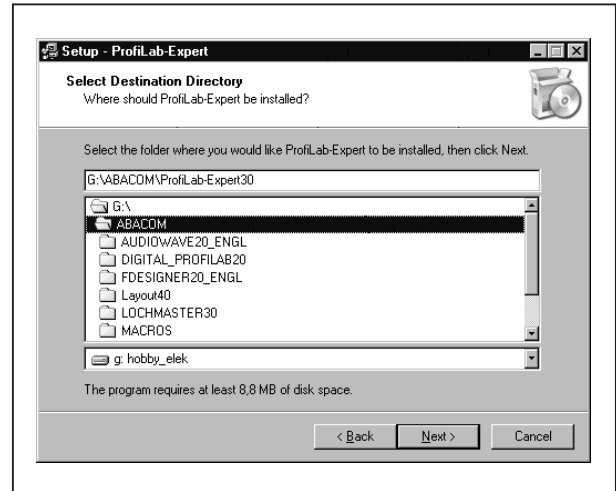 Setup - ProfiLab-Expert
Select Destination Directory
Where should ProfiLab-Expert be installed?
Select the folder where you would like ProfiLab-Expert to be installed, then click Next.
G:\ABACOM\ProfiLab-Expert30
G:\
ABACOM
AUDIOWAVE20_ENGL
DIGITAL_PROFILAB20
FDESIGNER20_ENGL
Layout40
LOCHMASTER30
MACROS
g: hobby_elek
The program requires at least 8,8 MB of disk space.
< Back Next > Cancel